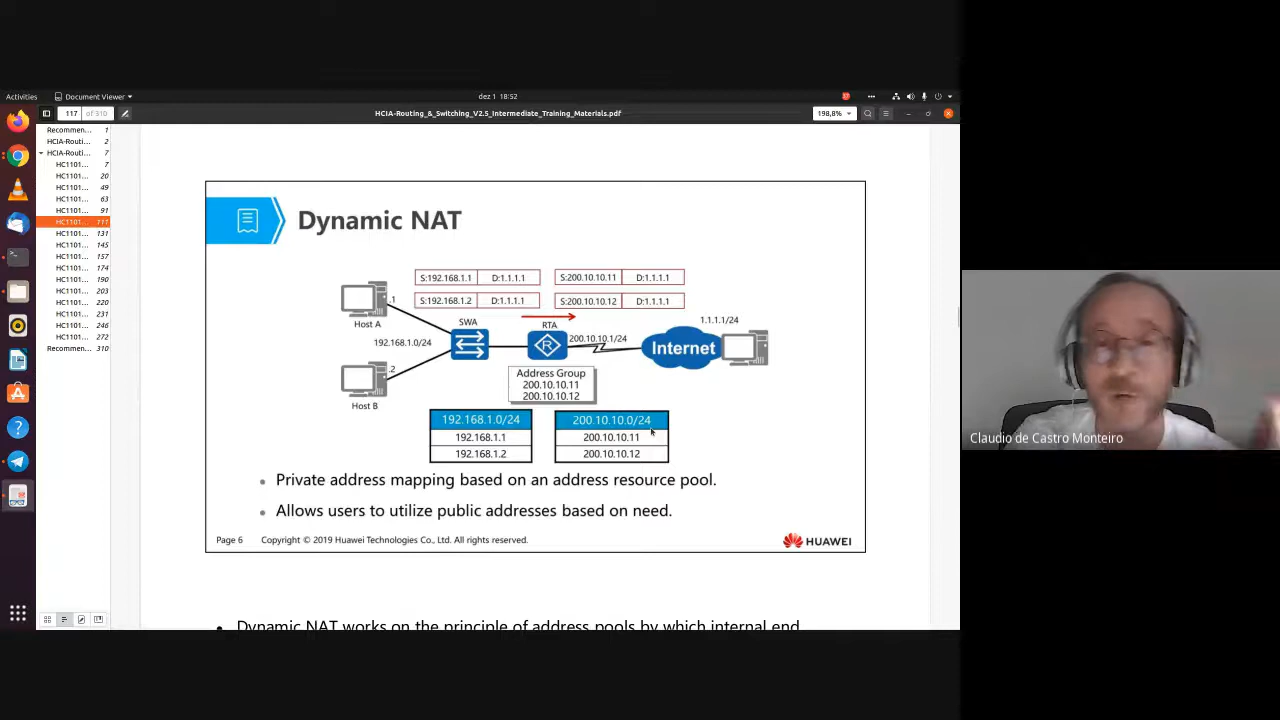 Activities
Document Viewer
dez 1 18:52
117 of 310
HCIA-Routing_&_Switching_V2.5_Intermediate_Training_Materials.pdf
198,8%
Recommen... 1
HCIA-Routi... 2
HCIA-Routi... 7
HC1101... 7
HC1101... 20
HC1101... 49
HC1101... 63
HC1101... 91
HC1101... 111
HC1101... 131
HC1101... 145
HC1101... 157
HC1101... 174
HC1101... 190
HC1101... 203
HC1101... 220
HC1101... 231
HC1101... 246
HC1101... 272
Recommen... 310
Dynamic NAT
S:192.168.1.1 D:1.1.1.1 S:200.10.10.11 D:1.1.1.1
S:192.168.1.2 D:1.1.1.1 S:200.10.10.12 D:1.1.1.1
.1
Host A
SWA
RTA
1.1.1.1/24
192.168.1.0/24
200.10.10.1/24
Internet
R
.2
Host B
Address Group
200.10.10.11
200.10.10.12
192.168.1.0/24 200.10.10.0/24
192.168.1.1 200.10.10.11
192.168.1.2 200.10.10.12
• Private address mapping based on an address resource pool.
• Allows users to utilize public addresses based on need.
Page 6 Copyright © 2019 Huawei Technologies Co., Ltd. All rights reserved.
HUAWEI
• Dynamic NAT works on the principle of address pools by which internal end
Claudio de Castro Monteiro